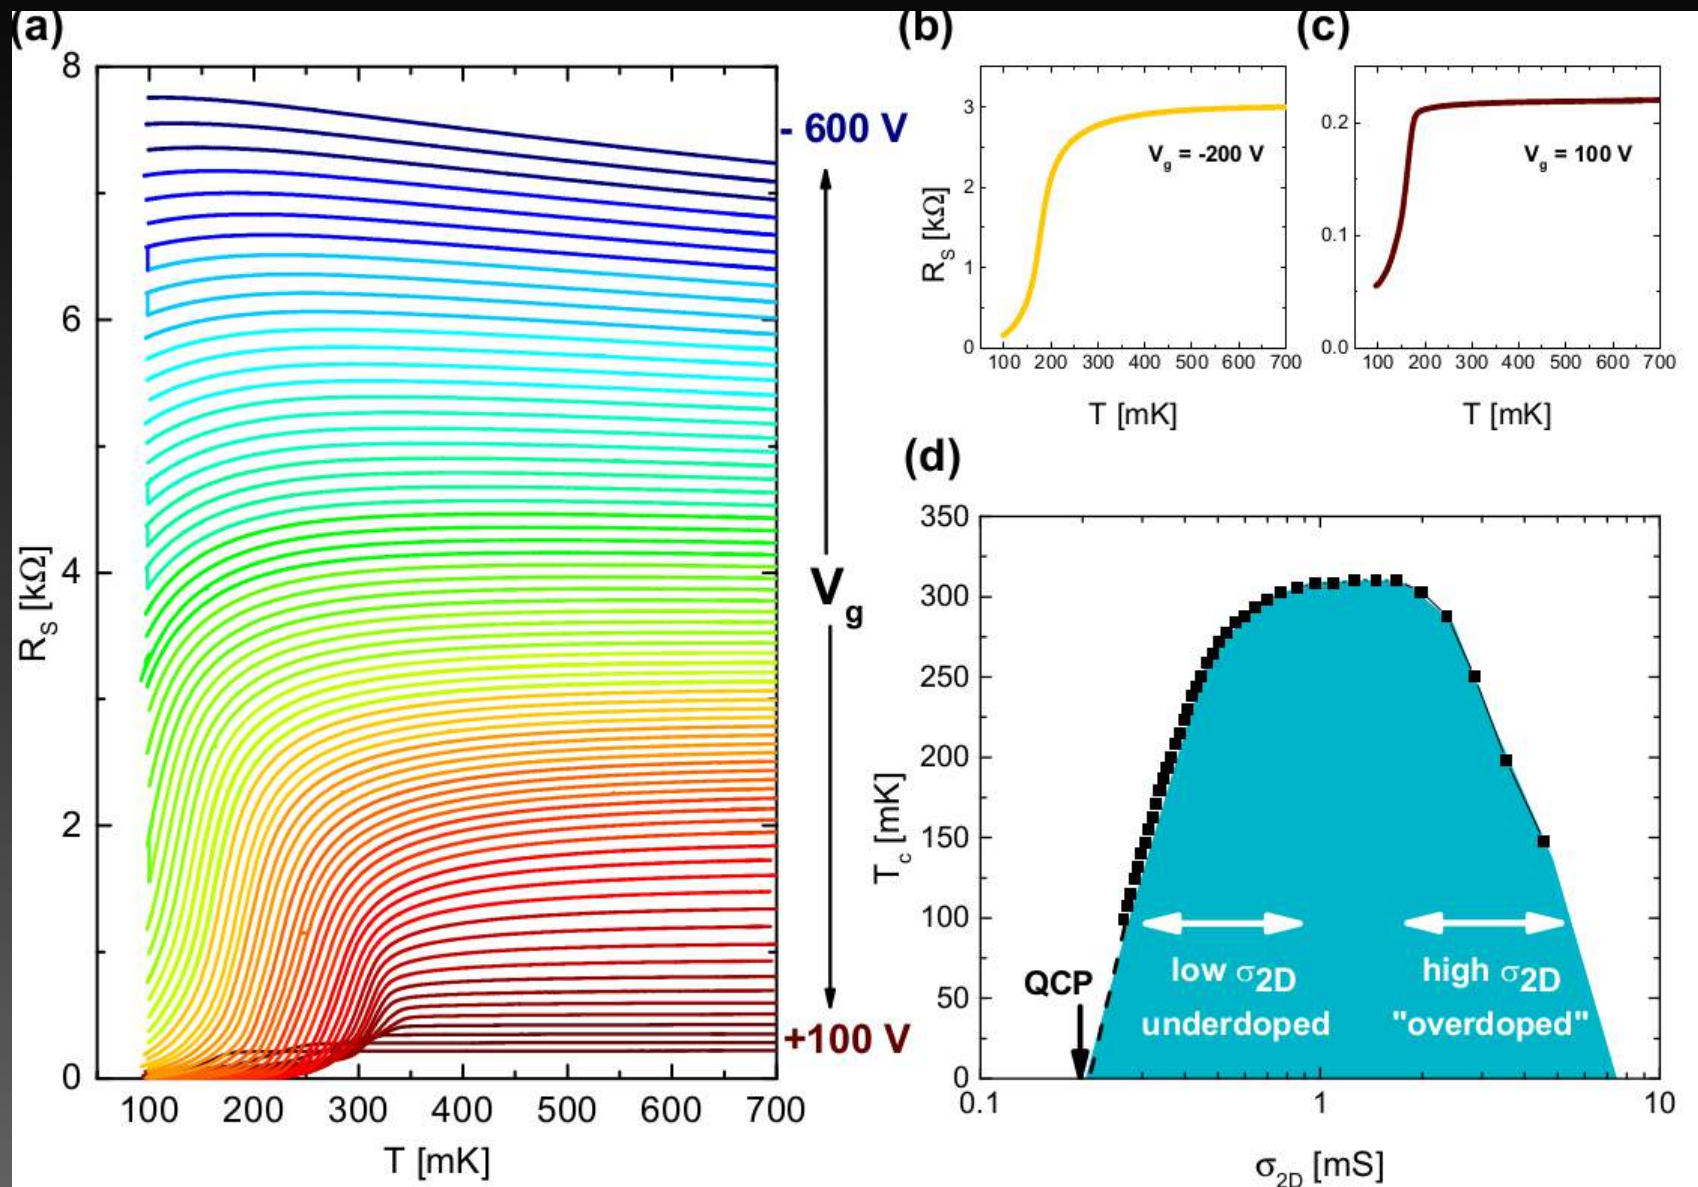 (a)
8
6
4
2
0
R_S [kΩ]
100 200 300 400 500 600 700
T [mK]
- 600 V
V_g
+100 V
(b)
3
2
1
0
R_S [kΩ]
V_g = -200 V
100 200 300 400 500 600 700
T [mK]
(c)
0.2
0.1
0.0
V_g = 100 V
100 200 300 400 500 600 700
T [mK]
(d)
350
300
250
200
150
100
50
0
T_c [mK]
QCP
low σ_2D
underdoped
high σ_2D
"overdoped"
0.1 1 10
σ_2D [mS]